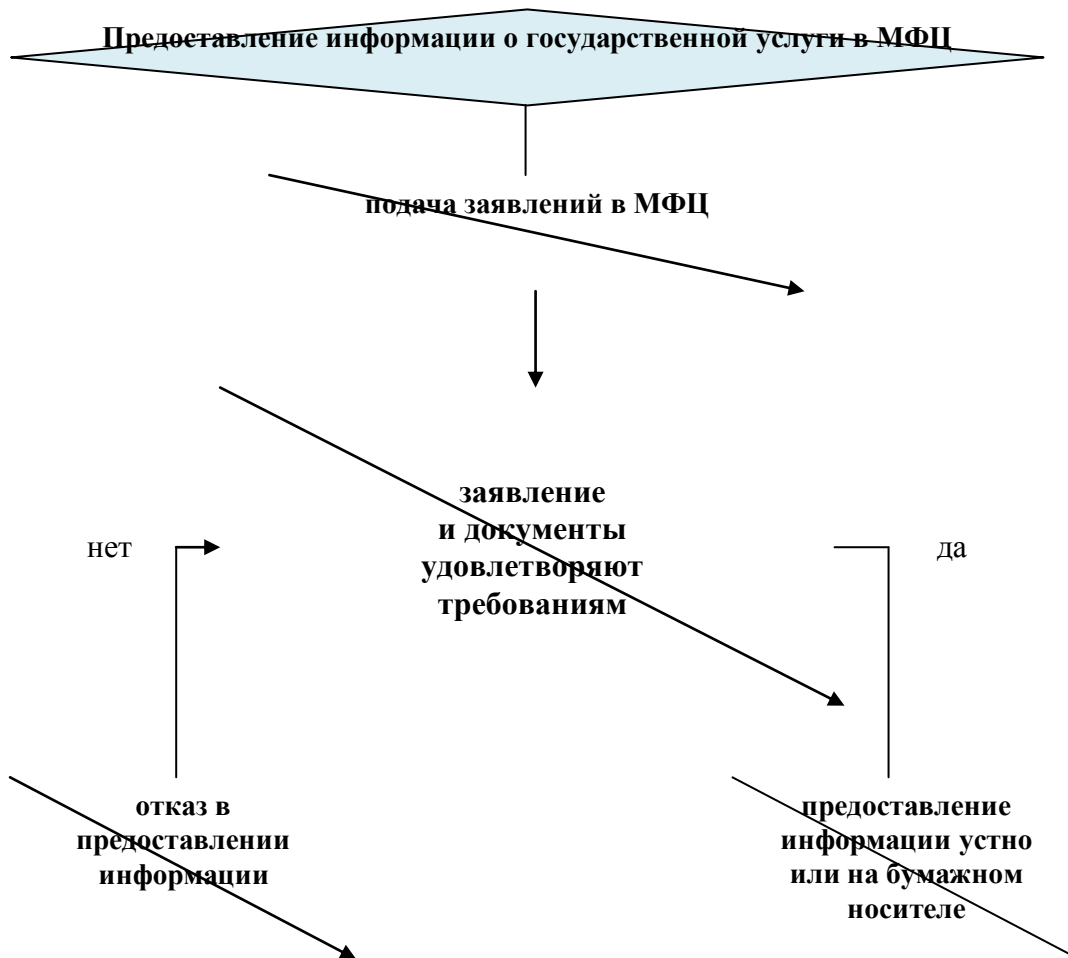 Предоставление информации о государственной услуги в МФЦ
подача заявлений в МФЦ
заявление
и документы
удовлетворяют
требованиям
нет
да
отказ в
предоставлении
информации
предоставление
информации устно
или на бумажном
носителе